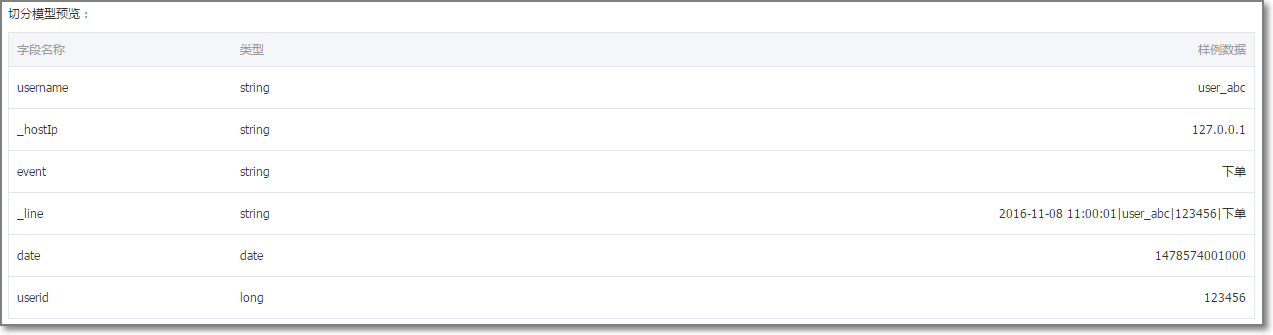 切分模型预览：
字段名称 类型 样例数据
username string user_abc
_hostIp string 127.0.0.1
event string 下单
_line string 2016-11-08 11:00:01|user_abc|123456|下单
date date 1478574001000
userid long 123456